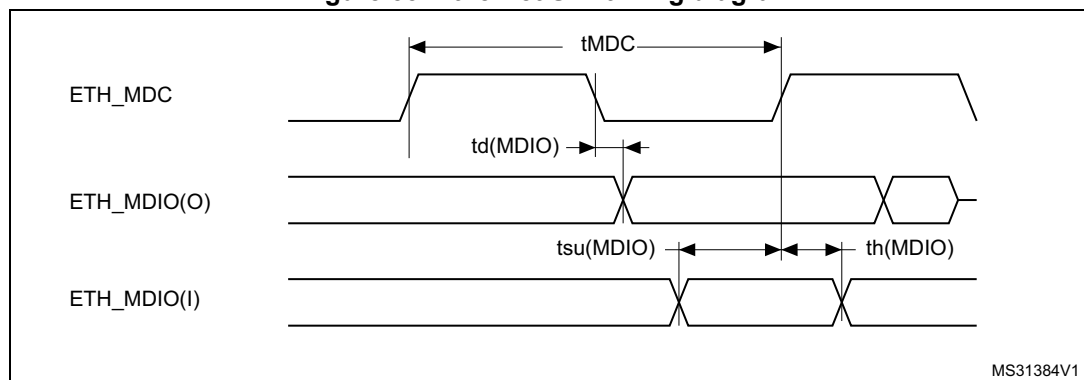 tMDC
ETH_MDC
td(MDIO)
ETH_MDIO(O)
tsu(MDIO)
th(MDIO)
ETH_MDIO(I)
MS31384V1